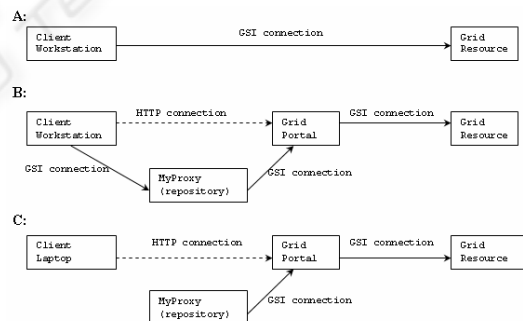 A:
Client
Workstation
GSI connection
Grid
Resource
B:
Client
Workstation
HTTP connection
Grid
Portal
GSI connection
Grid
Resource
GSI connection
MyProxy
(repository)
GSI connection
C:
Client
Laptop
HTTP connection
Grid
Portal
GSI connection
Grid
Resource
MyProxy
(repository)
GSI connection